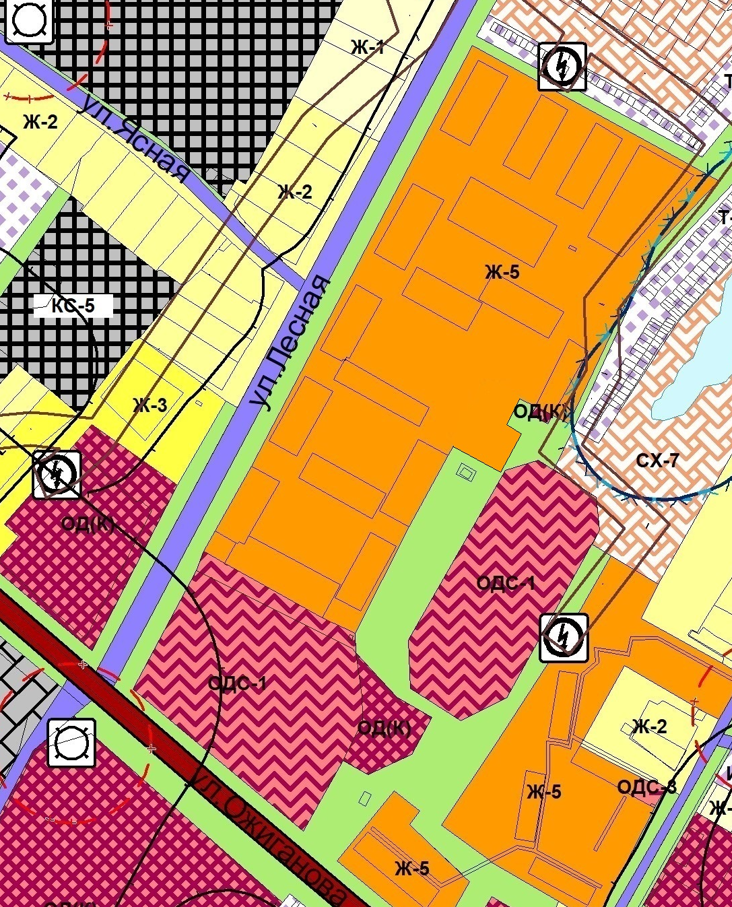 Ж-1
Ж-2
ул.Ясная
Ж-2
Ж-5
КС-5
ул.Лесная
Ж-3
ОД(К)
СХ-7
ОД(К)
ОДС-1
ОДС-1
ОД(К)
Ж-2
ОДС-3
Ж-5
ул.Ожиганова
Ж-5